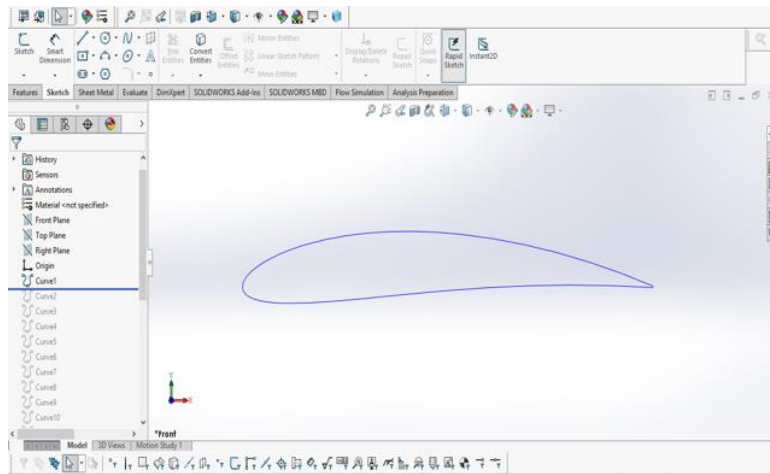 Sketch
Smart Dimension
Trim Entities
Convert Entities
Offset Entities
Mirror Entities
Linear Sketch Pattern
Move Entities
Display/Delete Relations
Repair Sketch
Quick Snaps
Rapid Sketch
Instant2D
Features Sketch Sheet Metal Evaluate DimXpert SOLIDWORKS Add-Ins SOLIDWORKS MBD Flow Simulation Analysis Preparation
History
Sensors
Annotations
Material <not specified>
Front Plane
Top Plane
Right Plane
Origin
Curve1
Curve2
Curve3
Curve4
Curve5
Curve6
Curve7
Curve8
Curve9
Curve10
Y
X
*Front
Model 3D Views Motion Study 1